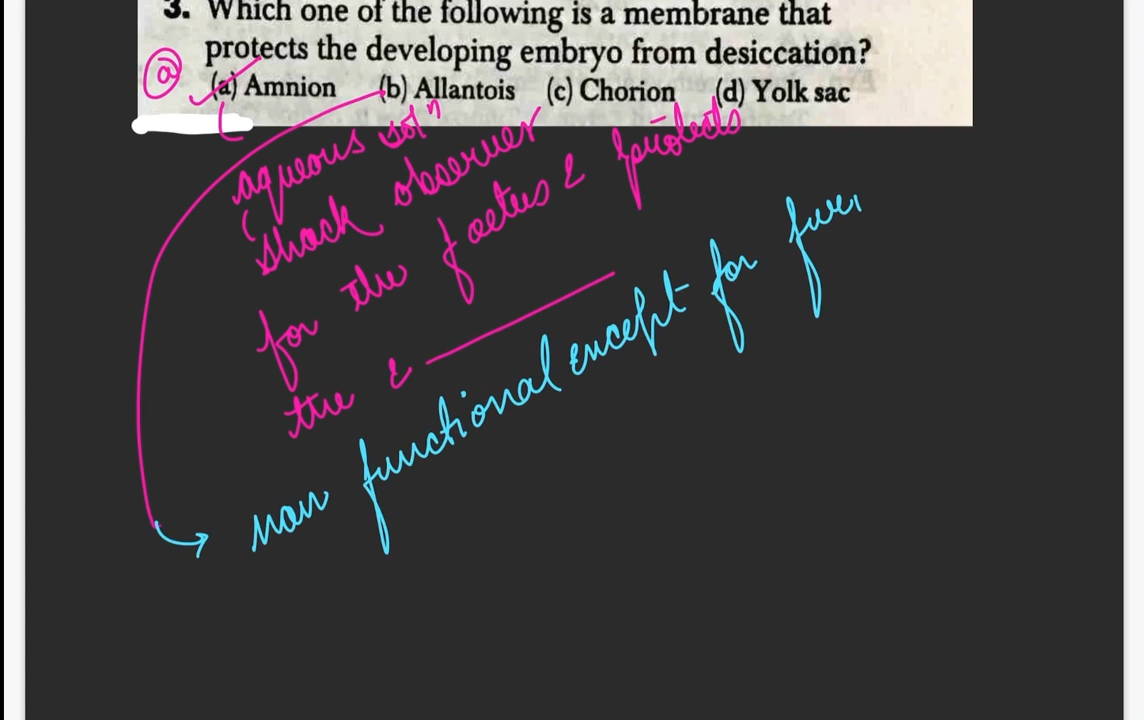 3. Which one of the following is a membrane that
protects the developing embryo from desiccation?
@ (a) Amnion (b) Allantois (c) Chorion (d) Yolk sac
aqueous solⁿ
shock observer
for the foetus & protects
the &
non functional except for